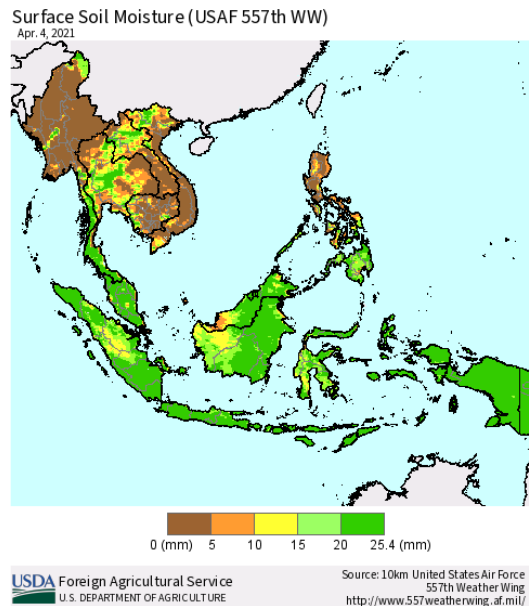 Surface Soil Moisture (USAF 557th WW)
Apr. 4, 2021
0 (mm) 5 10 15 20 25.4 (mm)
USDA Foreign Agricultural Service
U.S. DEPARTMENT OF AGRICULTURE
Source: 10km United States Air Force
557th Weather Wing
http://www.557weatherwing.af.mil/